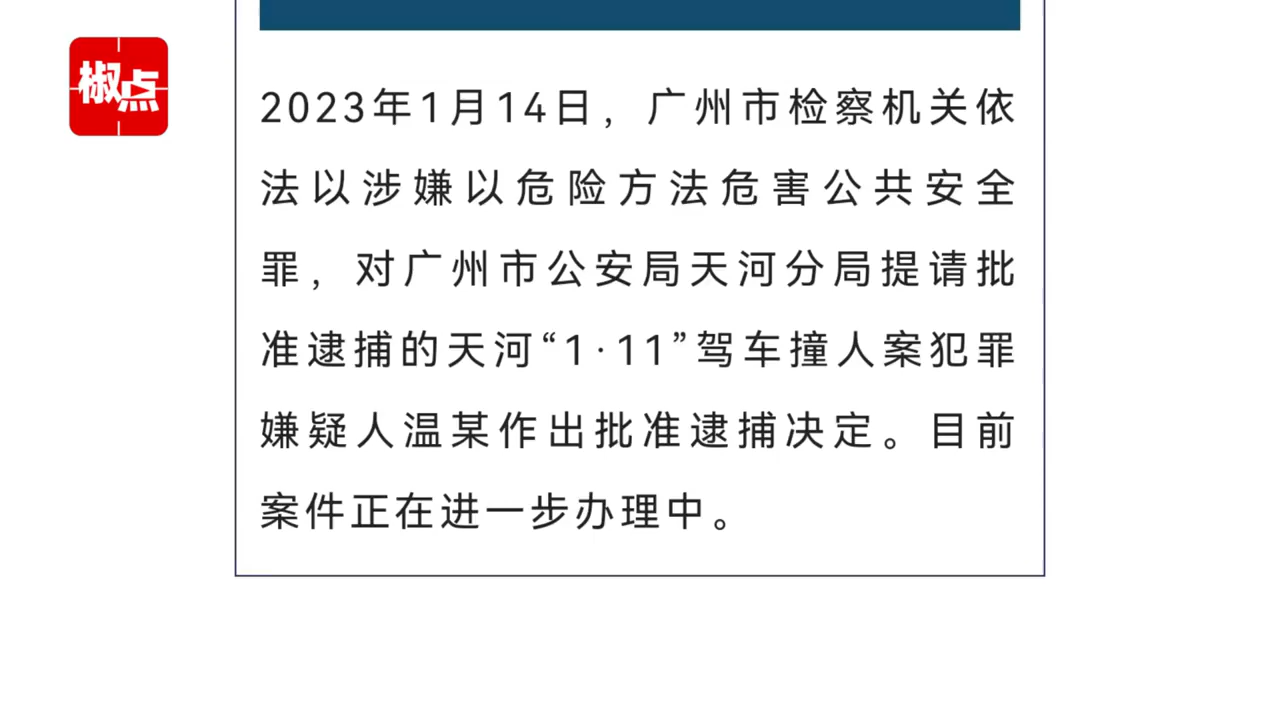 椒点
2023年1月14日，广州市检察机关依
法以涉嫌以危险方法危害公共安全
罪，对广州市公安局天河分局提请批
准逮捕的天河“1·11”驾车撞人案犯罪
嫌疑人温某作出批准逮捕决定。目前
案件正在进一步办理中。